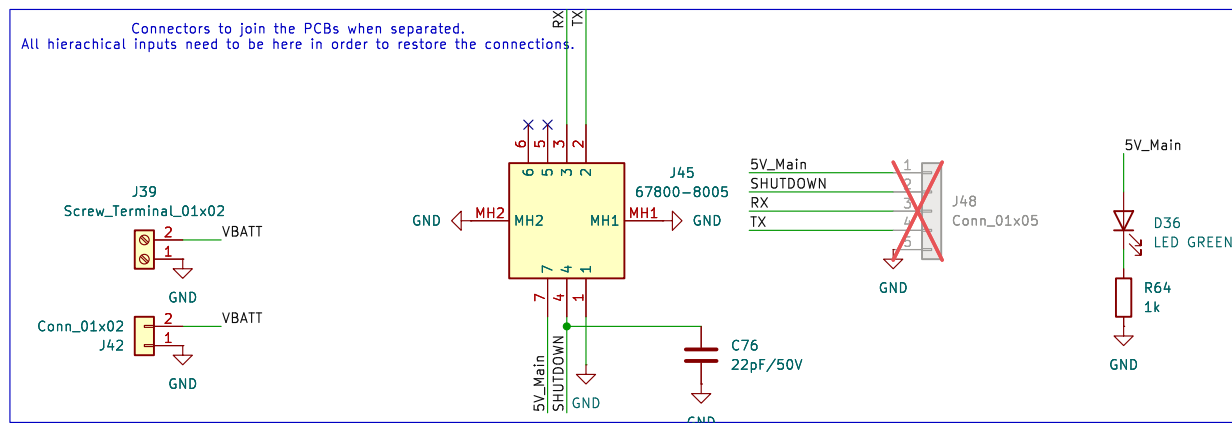 Connectors to join the PCBs when separated.
All hierachical inputs need to be here in order to restore the connections.
RX
TX
6
5
3
2
6
5
3
2
J45
67800-8005
GND
MH2
MH2
MH1
MH1
GND
7
4
1
7
4
1
5V_Main
SHUTDOWN
GND
C76
22pF/50V
GND
J39
Screw_Terminal_01x02
2
VBATT
1
GND
Conn_01x02
J42
2
VBATT
1
GND
5V_Main
1
SHUTDOWN
2
RX
3
TX
4
5
J48
Conn_01x05
GND
5V_Main
D36
LED GREEN
R64
1k
GND